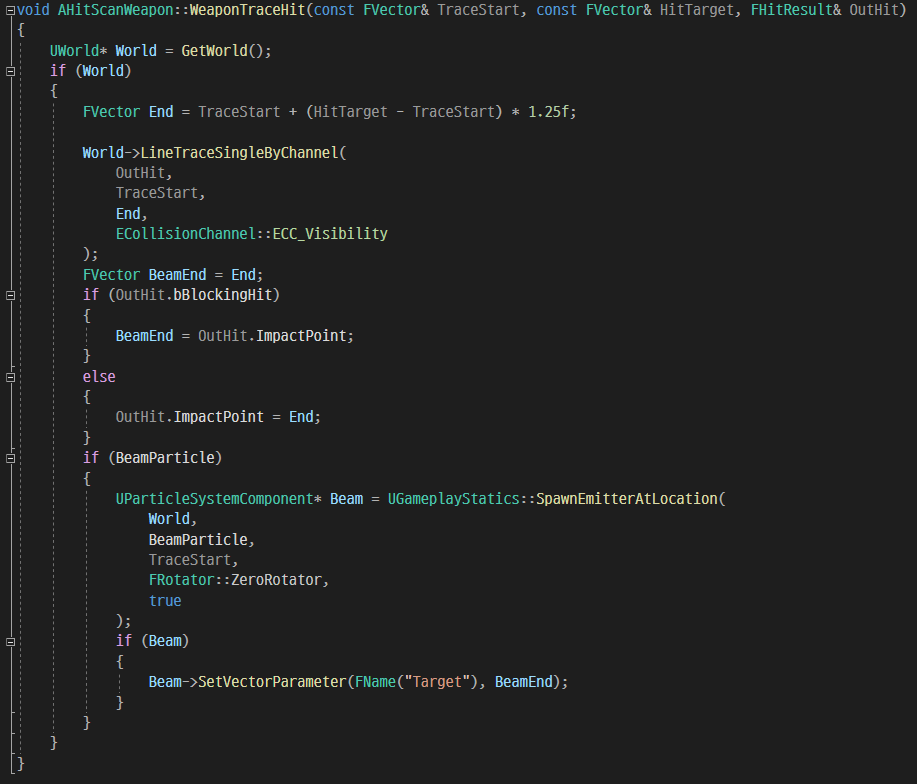 void AHitScanWeapon::WeaponTraceHit(const FVector& TraceStart, const FVector& HitTarget, FHitResult& OutHit)
{
    UWorld* World = GetWorld();
    if (World)
    {
        FVector End = TraceStart + (HitTarget - TraceStart) * 1.25f;

        World->LineTraceSingleByChannel(
            OutHit,
            TraceStart,
            End,
            ECollisionChannel::ECC_Visibility
        );
        FVector BeamEnd = End;
        if (OutHit.bBlockingHit)
        {
            BeamEnd = OutHit.ImpactPoint;
        }
        else
        {
            OutHit.ImpactPoint = End;
        }
        if (BeamParticle)
        {
            UParticleSystemComponent* Beam = UGameplayStatics::SpawnEmitterAtLocation(
                World,
                BeamParticle,
                TraceStart,
                FRotator::ZeroRotator,
                true
            );
            if (Beam)
            {
                Beam->SetVectorParameter(FName("Target"), BeamEnd);
            }
        }
    }
}